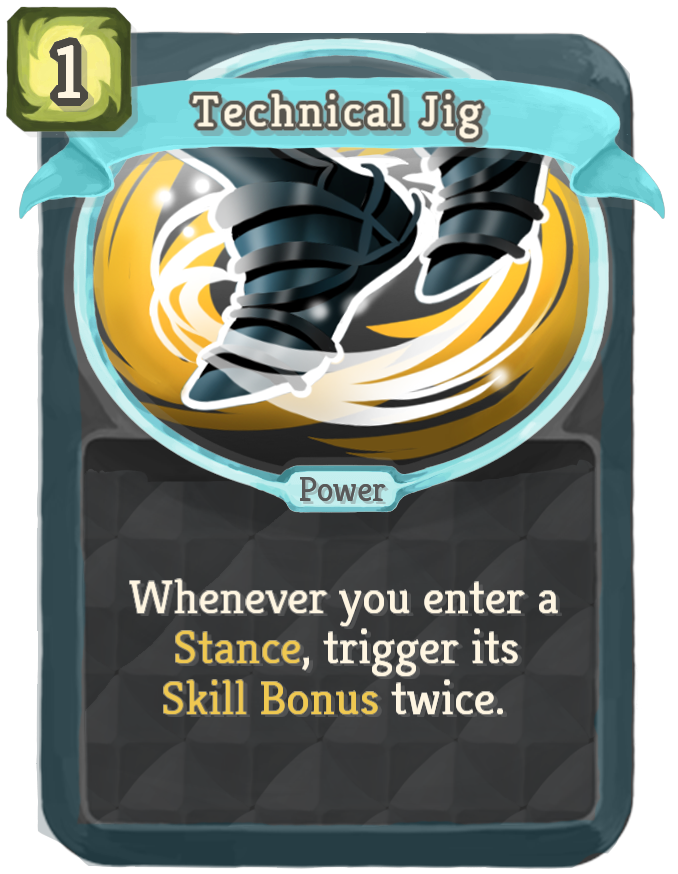 1
Technical Jig
Power
Whenever you enter a
Stance, trigger its
Skill Bonus twice.